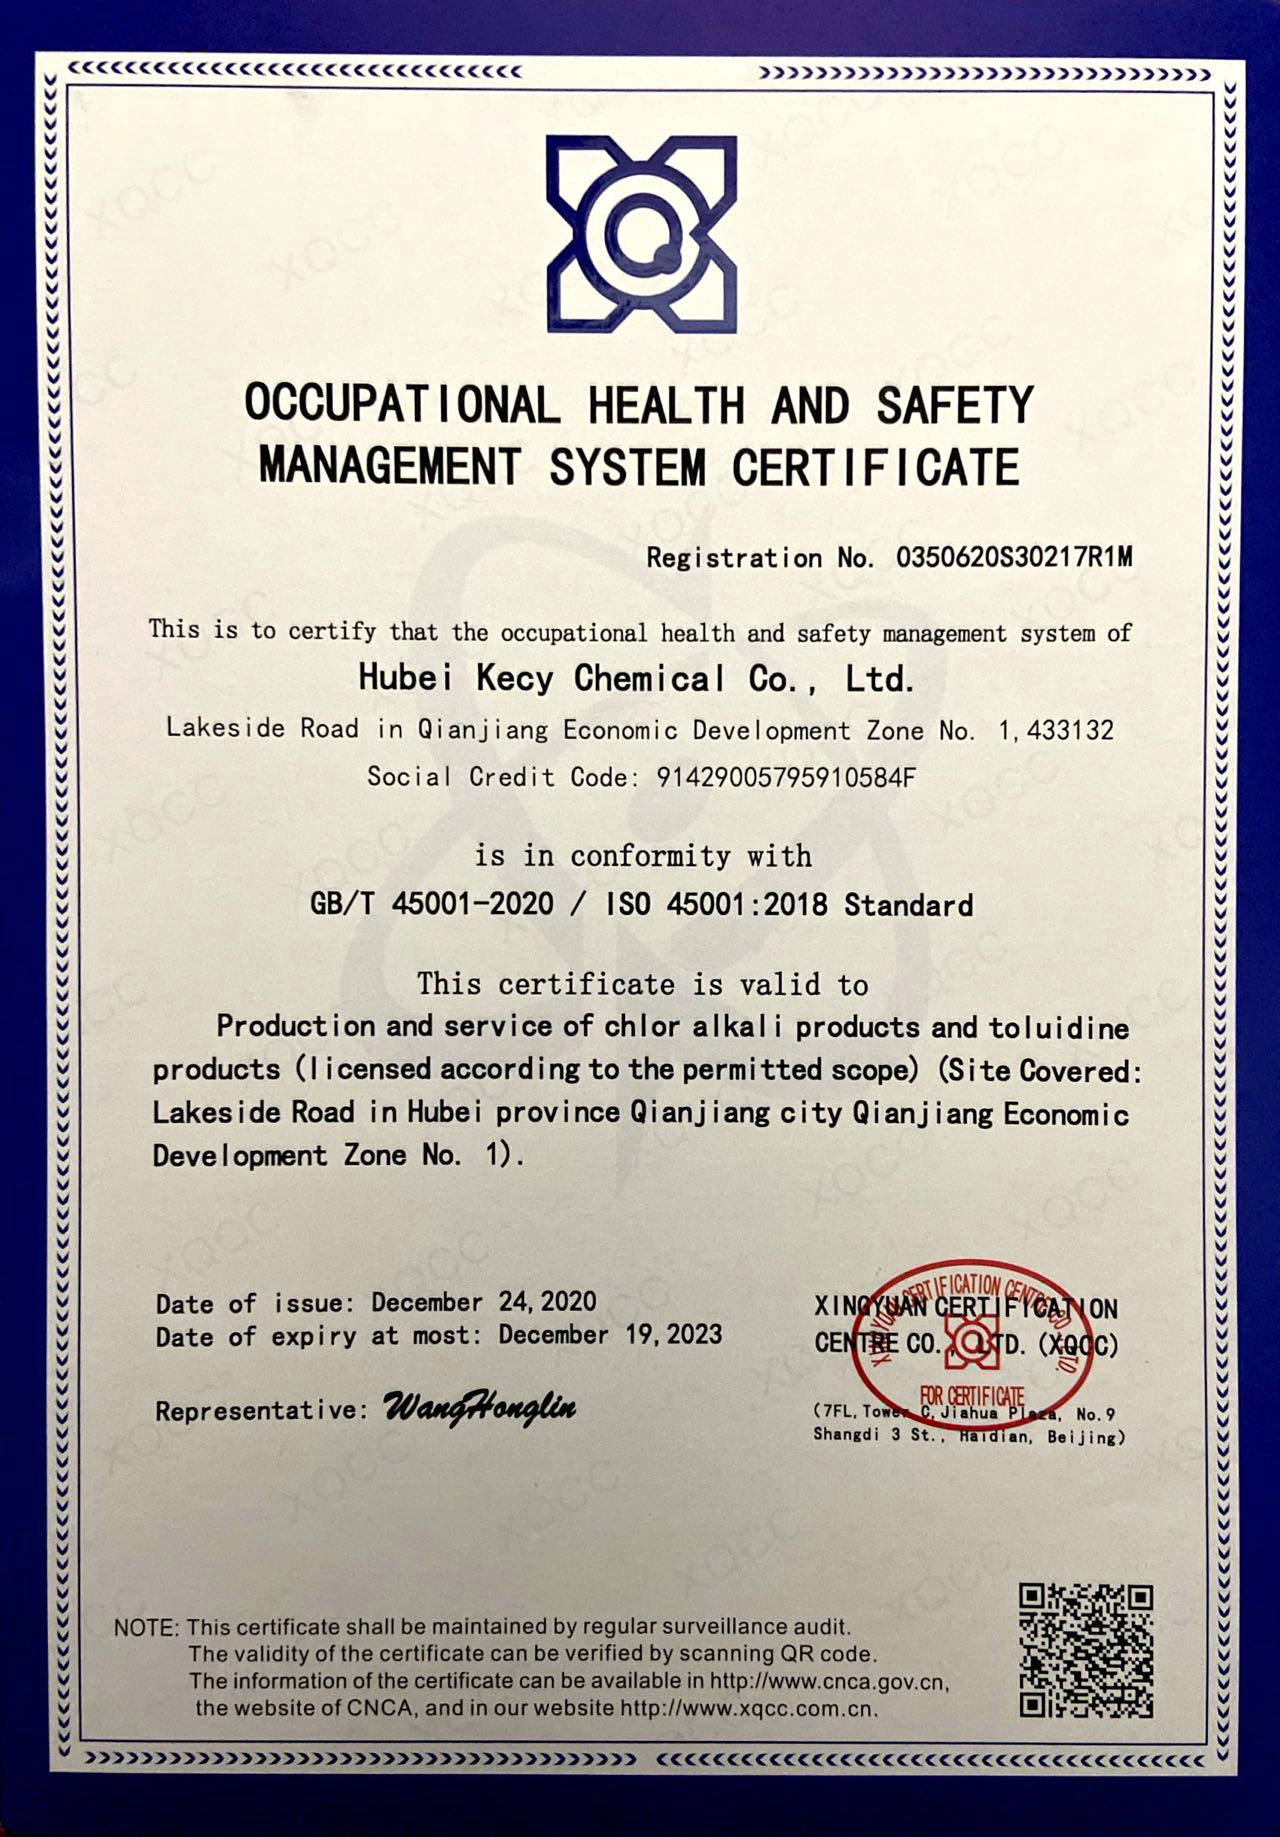 OCCUPATIONAL HEALTH AND SAFETY
MANAGEMENT SYSTEM CERTIFICATE
Registration No. 0350620S30217R1M
This is to certify that the occupational health and safety management system of
Hubei Kecy Chemical Co., Ltd.
Lakeside Road in Qianjiang Economic Development Zone No. 1,433132
Social Credit Code: 91429005795910584F
is in conformity with
GB/T 45001-2020 / ISO 45001:2018 Standard
This certificate is valid to
Production and service of chlor alkali products and toluidine
products (licensed according to the permitted scope) (Site Covered:
Lakeside Road in Hubei province Qianjiang city Qianjiang Economic
Development Zone No. 1).
Date of issue: December 24,2020
Date of expiry at most: December 19,2023
Representative: WangHonglin
XINGYUAN CERTIFICATION
CENTRE CO., LTD. (XQCC)
(7FL,Tower C,Jiahua Plaza, No.9
Shangdi 3 St., Haidian, Beijing)
XINGYUAN CERTIFICATION CENTRE CO., LTD.
FOR CERTIFICATE
NOTE: This certificate shall be maintained by regular surveillance audit.
The validity of the certificate can be verified by scanning QR code.
The information of the certificate can be available in http://www.cnca.gov.cn,
the website of CNCA, and in our website http://www.xqcc.com.cn.